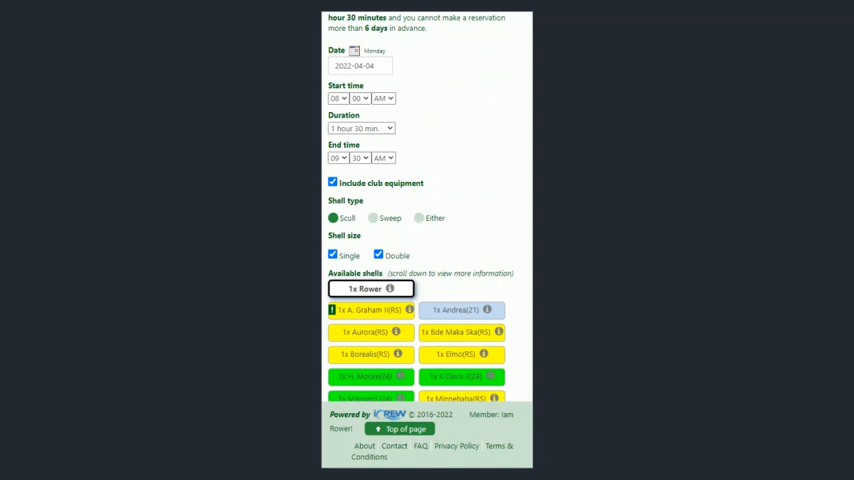 hour 30 minutes and you cannot make a reservation
more than 6 days in advance.
Date Monday
2022-04-04
Start time
08 00 AM
Duration
1 hour 30 min.
End time
09 30 AM
Include club equipment
Shell type
Scull Sweep Either
Shell size
Single Double
Available shells (scroll down to view more information)
1x Rower
! 1x A. Graham II(RS) 1x Andrea(21)
1x Aurora(RS) 1x Bde Maka Ska(RS)
1x Borealis(RS) 1x Elmo(RS)
1x H. Moore(24) 1x K Davis II(24)
1x Minnehaha(RS)
Powered by iCREW © 2016-2022 Member: Iam
Rower! Top of page
About Contact FAQ Privacy Policy Terms &
Conditions